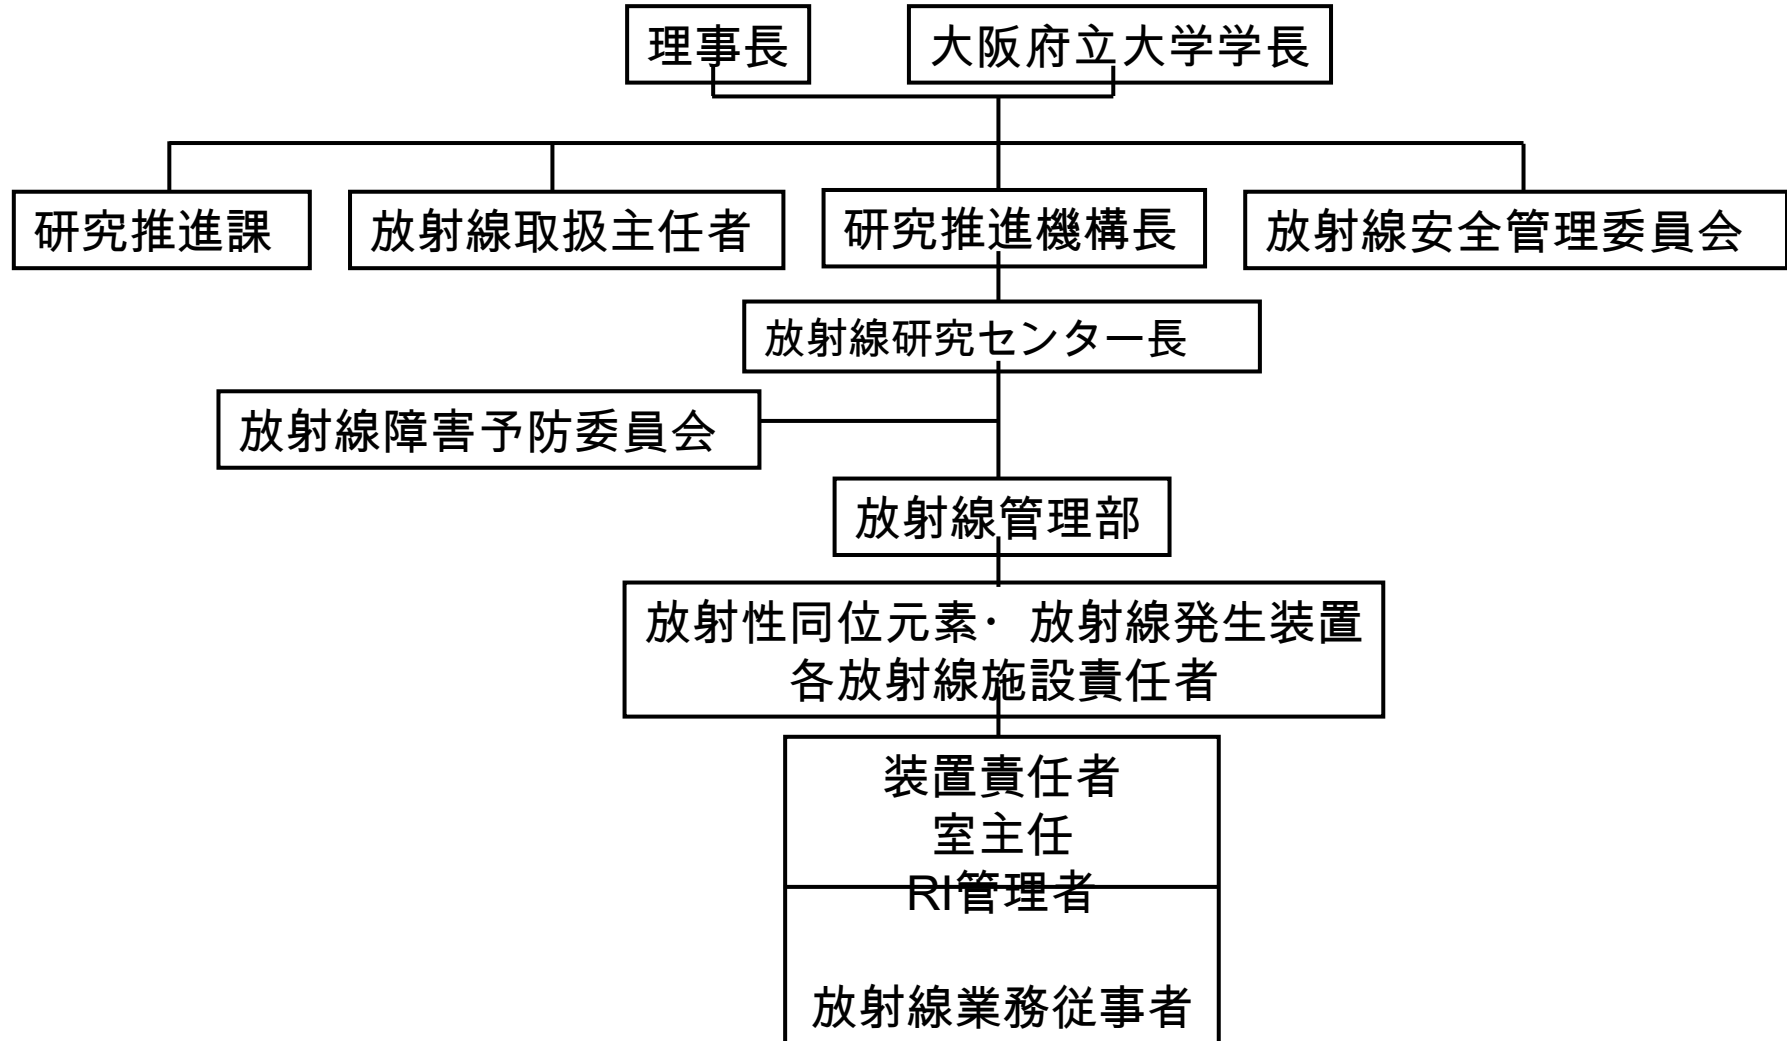 理事長
大阪府立大学学長
研究推進課
放射線取扱主任者
研究推進機構長
放射線安全管理委員会
放射線研究センター長
放射線障害予防委員会
放射線管理部
放射性同位元素・放射線発生装置
各放射線施設責任者
装置責任者
室主任
RI管理者
放射線業務従事者